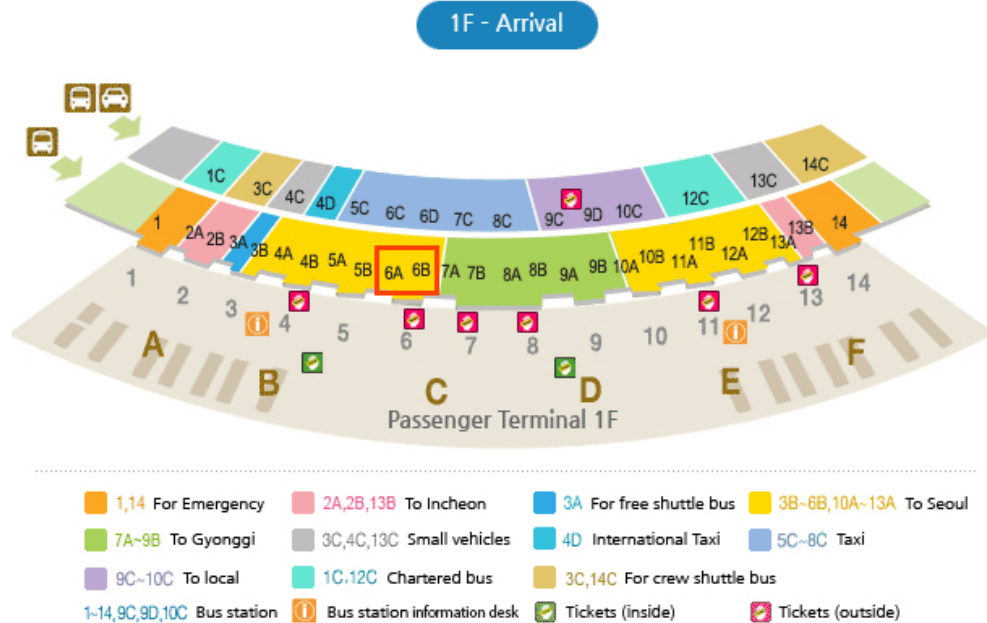 1F - Arrival
1C
3C
4C
4D
5C
6C
6D
7C
8C
9C
9D
10C
12C
13C
14C
1
2A
2B
3A
3B
4A
4B
5A
5B
6A
6B
7A
7B
8A
8B
9A
9B
10A
10B
11A
11B
12A
12B
13A
13B
14
1
2
3
4
5
6
7
8
9
10
11
12
13
14
A
B
C
D
E
F
Passenger Terminal 1F
1,14 For Emergency 2A,2B,13B To Incheon 3A For free shuttle bus 3B~6B,10A~13A To Seoul
7A~9B To Gyonggi 3C,4C,13C Small vehicles 4D International Taxi 5C~8C Taxi
9C~10C To local 1C,12C Chartered bus 3C,14C For crew shuttle bus
1~14,9C,9D,10C Bus station Bus station information desk Tickets (inside) Tickets (outside)